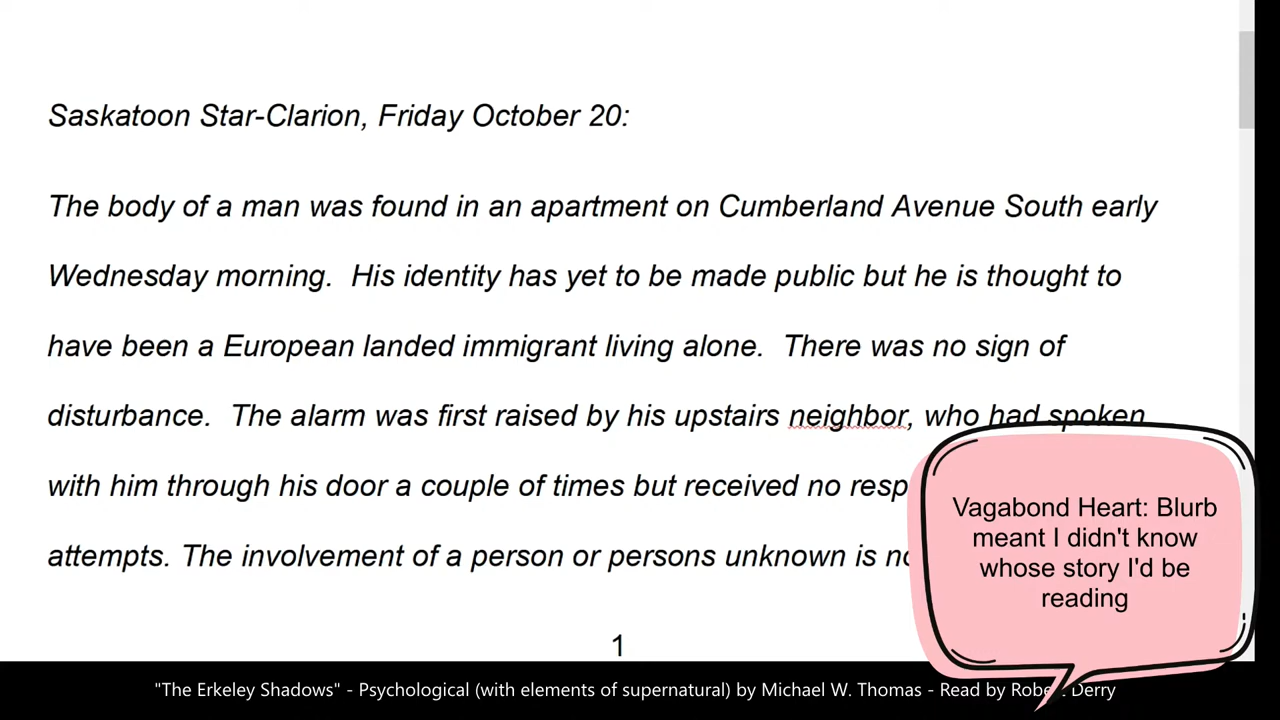 Saskatoon Star-Clarion, Friday October 20:
The body of a man was found in an apartment on Cumberland Avenue South early
Wednesday morning.  His identity has yet to be made public but he is thought to
have been a European landed immigrant living alone.  There was no sign of
disturbance.  The alarm was first raised by his upstairs neighbor, who had spoken
with him through his door a couple of times but received no
attempts. The involvement of a person or persons unknown is
Vagabond Heart: Blurb
meant I didn't know
whose story I'd be
reading
1
"The Erkeley Shadows" - Psychological (with elements of supernatural) by Michael W. Thomas - Read by Derry